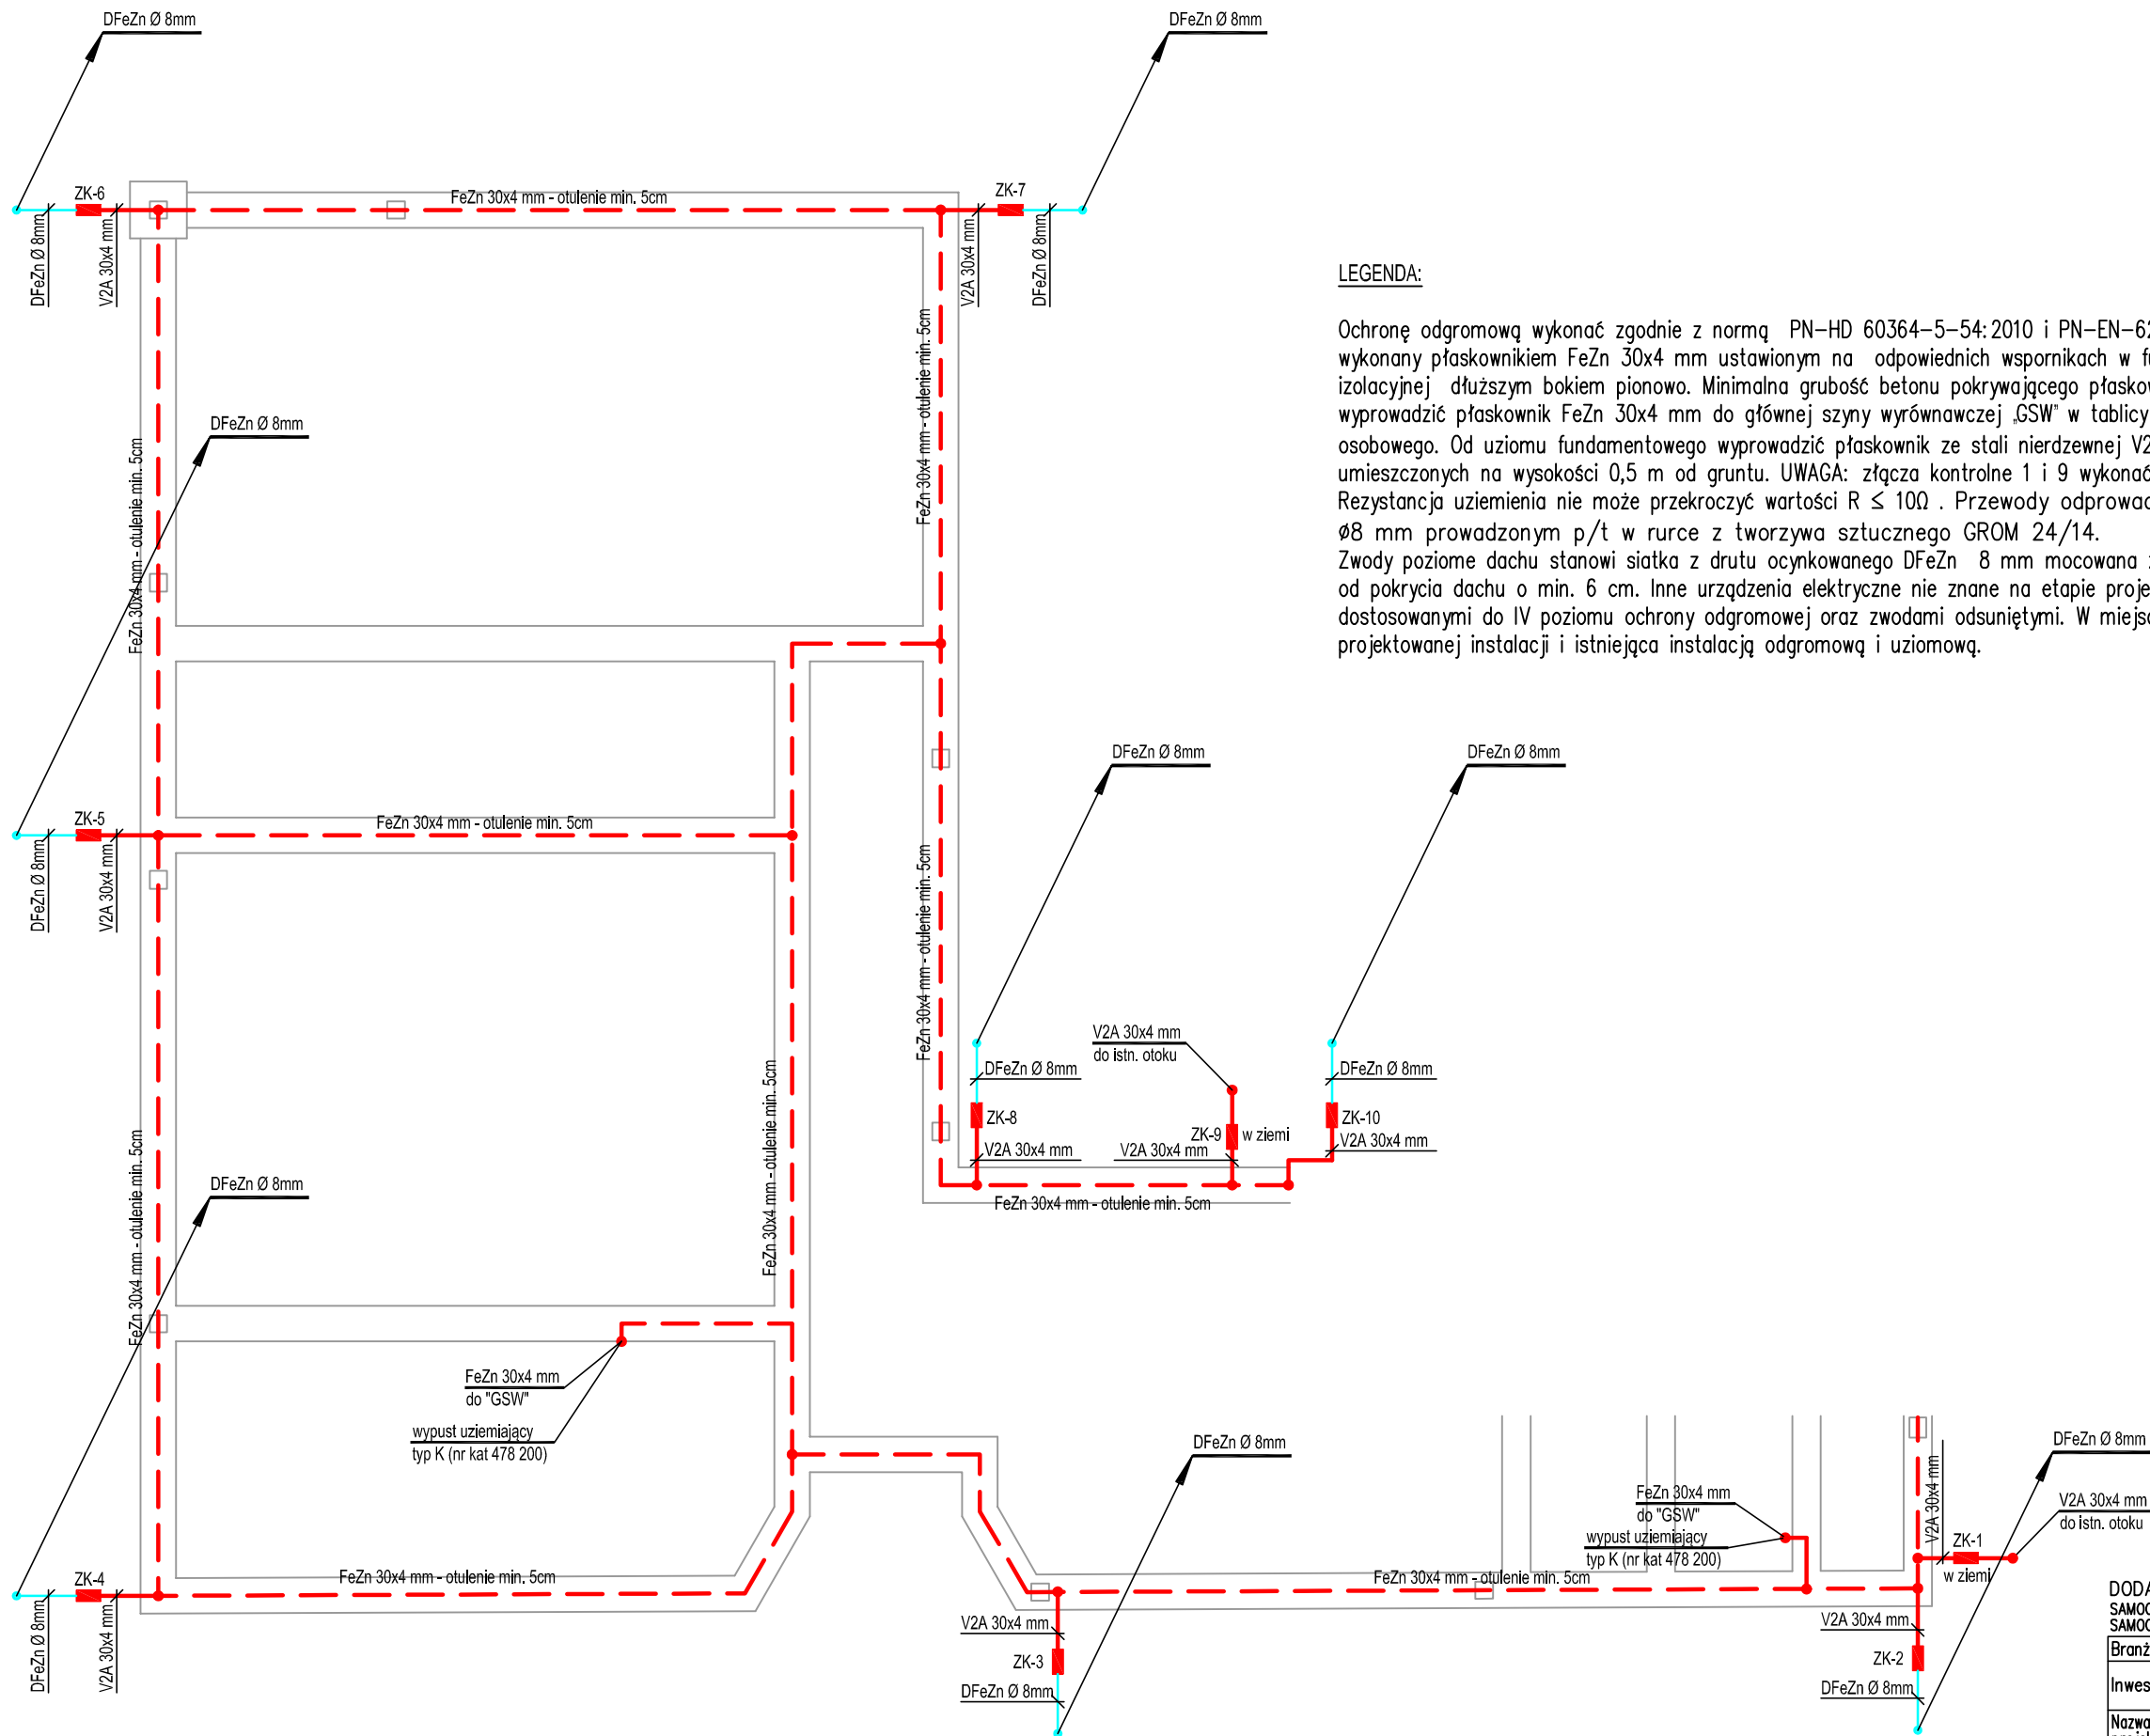 DFeZn Ø 8mm
DFeZn Ø 8mm
ZK-6
FeZn 30x4 mm - otulenie min. 5cm
ZK-7
DFeZn Ø 8mm
V2A 30x4 mm
V2A 30x4 mm
DFeZn Ø 8mm
FeZn 30x4 mm - otulenie min. 5cm
FeZn 30x4 mm - otulenie min. 5cm
LEGENDA:
Ochronę odgromową wykonać zgodnie z normą PN-HD 60364-5-54:2010 i PN-EN-62
wykonany płaskownikiem FeZn 30x4 mm ustawionym na odpowiednich wspornikach w fu
izolacyjnej dłuższym bokiem pionowo. Minimalna grubość betonu pokrywającego płasko
wyprowadzić płaskownik FeZn 30x4 mm do głównej szyny wyrównawczej „GSW" w tablicy
osobowego. Od uziomu fundamentowego wyprowadzić płaskownik ze stali nierdzewnej V2
umieszczonych na wysokości 0,5 m od gruntu. UWAGA: złącza kontrolne 1 i 9 wykonać
Rezystancja uziemienia nie może przekroczyć wartości R ≤ 10Ω . Przewody odprowad
ø8 mm prowadzonym p/t w rurce z tworzywa sztucznego GROM 24/14.
Zwody poziome dachu stanowi siatka z drutu ocynkowanego DFeZn 8 mm mocowana
od pokrycia dachu o min. 6 cm. Inne urządzenia elektryczne nie znane na etapie proje
dostosowanymi do IV poziomu ochrony odgromowej oraz zwodami odsuniętymi. W miejsc
projektowanej instalacji i istniejąca instalacją odgromową i uziomową.
DFeZn Ø 8mm
DFeZn Ø 8mm
DFeZn Ø 8mm
ZK-5
FeZn 30x4 mm - otulenie min. 5cm
DFeZn Ø 8mm
V2A 30x4 mm
FeZn 30x4 mm - otulenie min. 5cm
V2A 30x4 mm
do istn. otoku
DFeZn Ø 8mm
DFeZn Ø 8mm
ZK-8
ZK-9
w ziemi
ZK-10
V2A 30x4 mm
V2A 30x4 mm
V2A 30x4 mm
FeZn 30x4 mm - otulenie min. 5cm
FeZn 30x4 mm - otulenie min. 5cm
FeZn 30x4 mm - otulenie min. 5cm
DFeZn Ø 8mm
FeZn 30x4 mm
do "GSW"
wypust uziemiający
typ K (nr kat 478 200)
DFeZn Ø 8mm
DFeZn Ø 8mm
V2A 30x4 mm
FeZn 30x4 mm
do "GSW"
wypust uziemiający
typ K (nr kat 478 200)
V2A 30x4 mm
do istn. otoku
ZK-1
w ziemi
ZK-4
FeZn 30x4 mm - otulenie min. 5cm
FeZn 30x4 mm - otulenie min. 5cm
DFeZn Ø 8mm
V2A 30x4 mm
V2A 30x4 mm
ZK-3
DFeZn Ø 8mm
V2A 30x4 mm
ZK-2
DFeZn Ø 8mm
DODA
SAMOC
SAMOC
Branż
Inwes
Nazwa